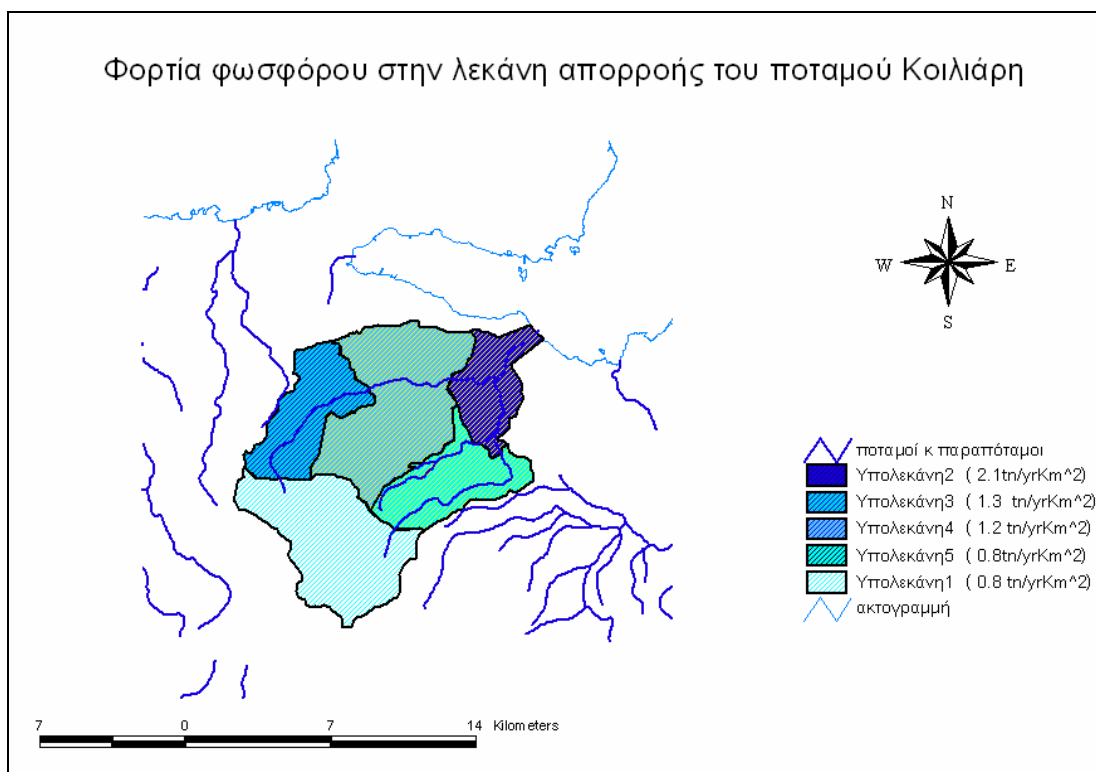 Φορτία φωσφόρου στην λεκάνη απορροής του ποταμού Κοιλιάρη
N
W E
S
ποταμοί κ παραπόταμοι
Υπολεκάνη2 ( 2.1tn/yrKm^2)
Υπολεκάνη3 ( 1.3 tn/yrKm^2)
Υπολεκάνη4 ( 1.2 tn/yrKm^2)
Υπολεκάνη5 ( 0.8tn/yrKm^2)
Υπολεκάνη1 ( 0.8 tn/yrKm^2)
ακτογραμμή
7 0 7 14 Kilometers